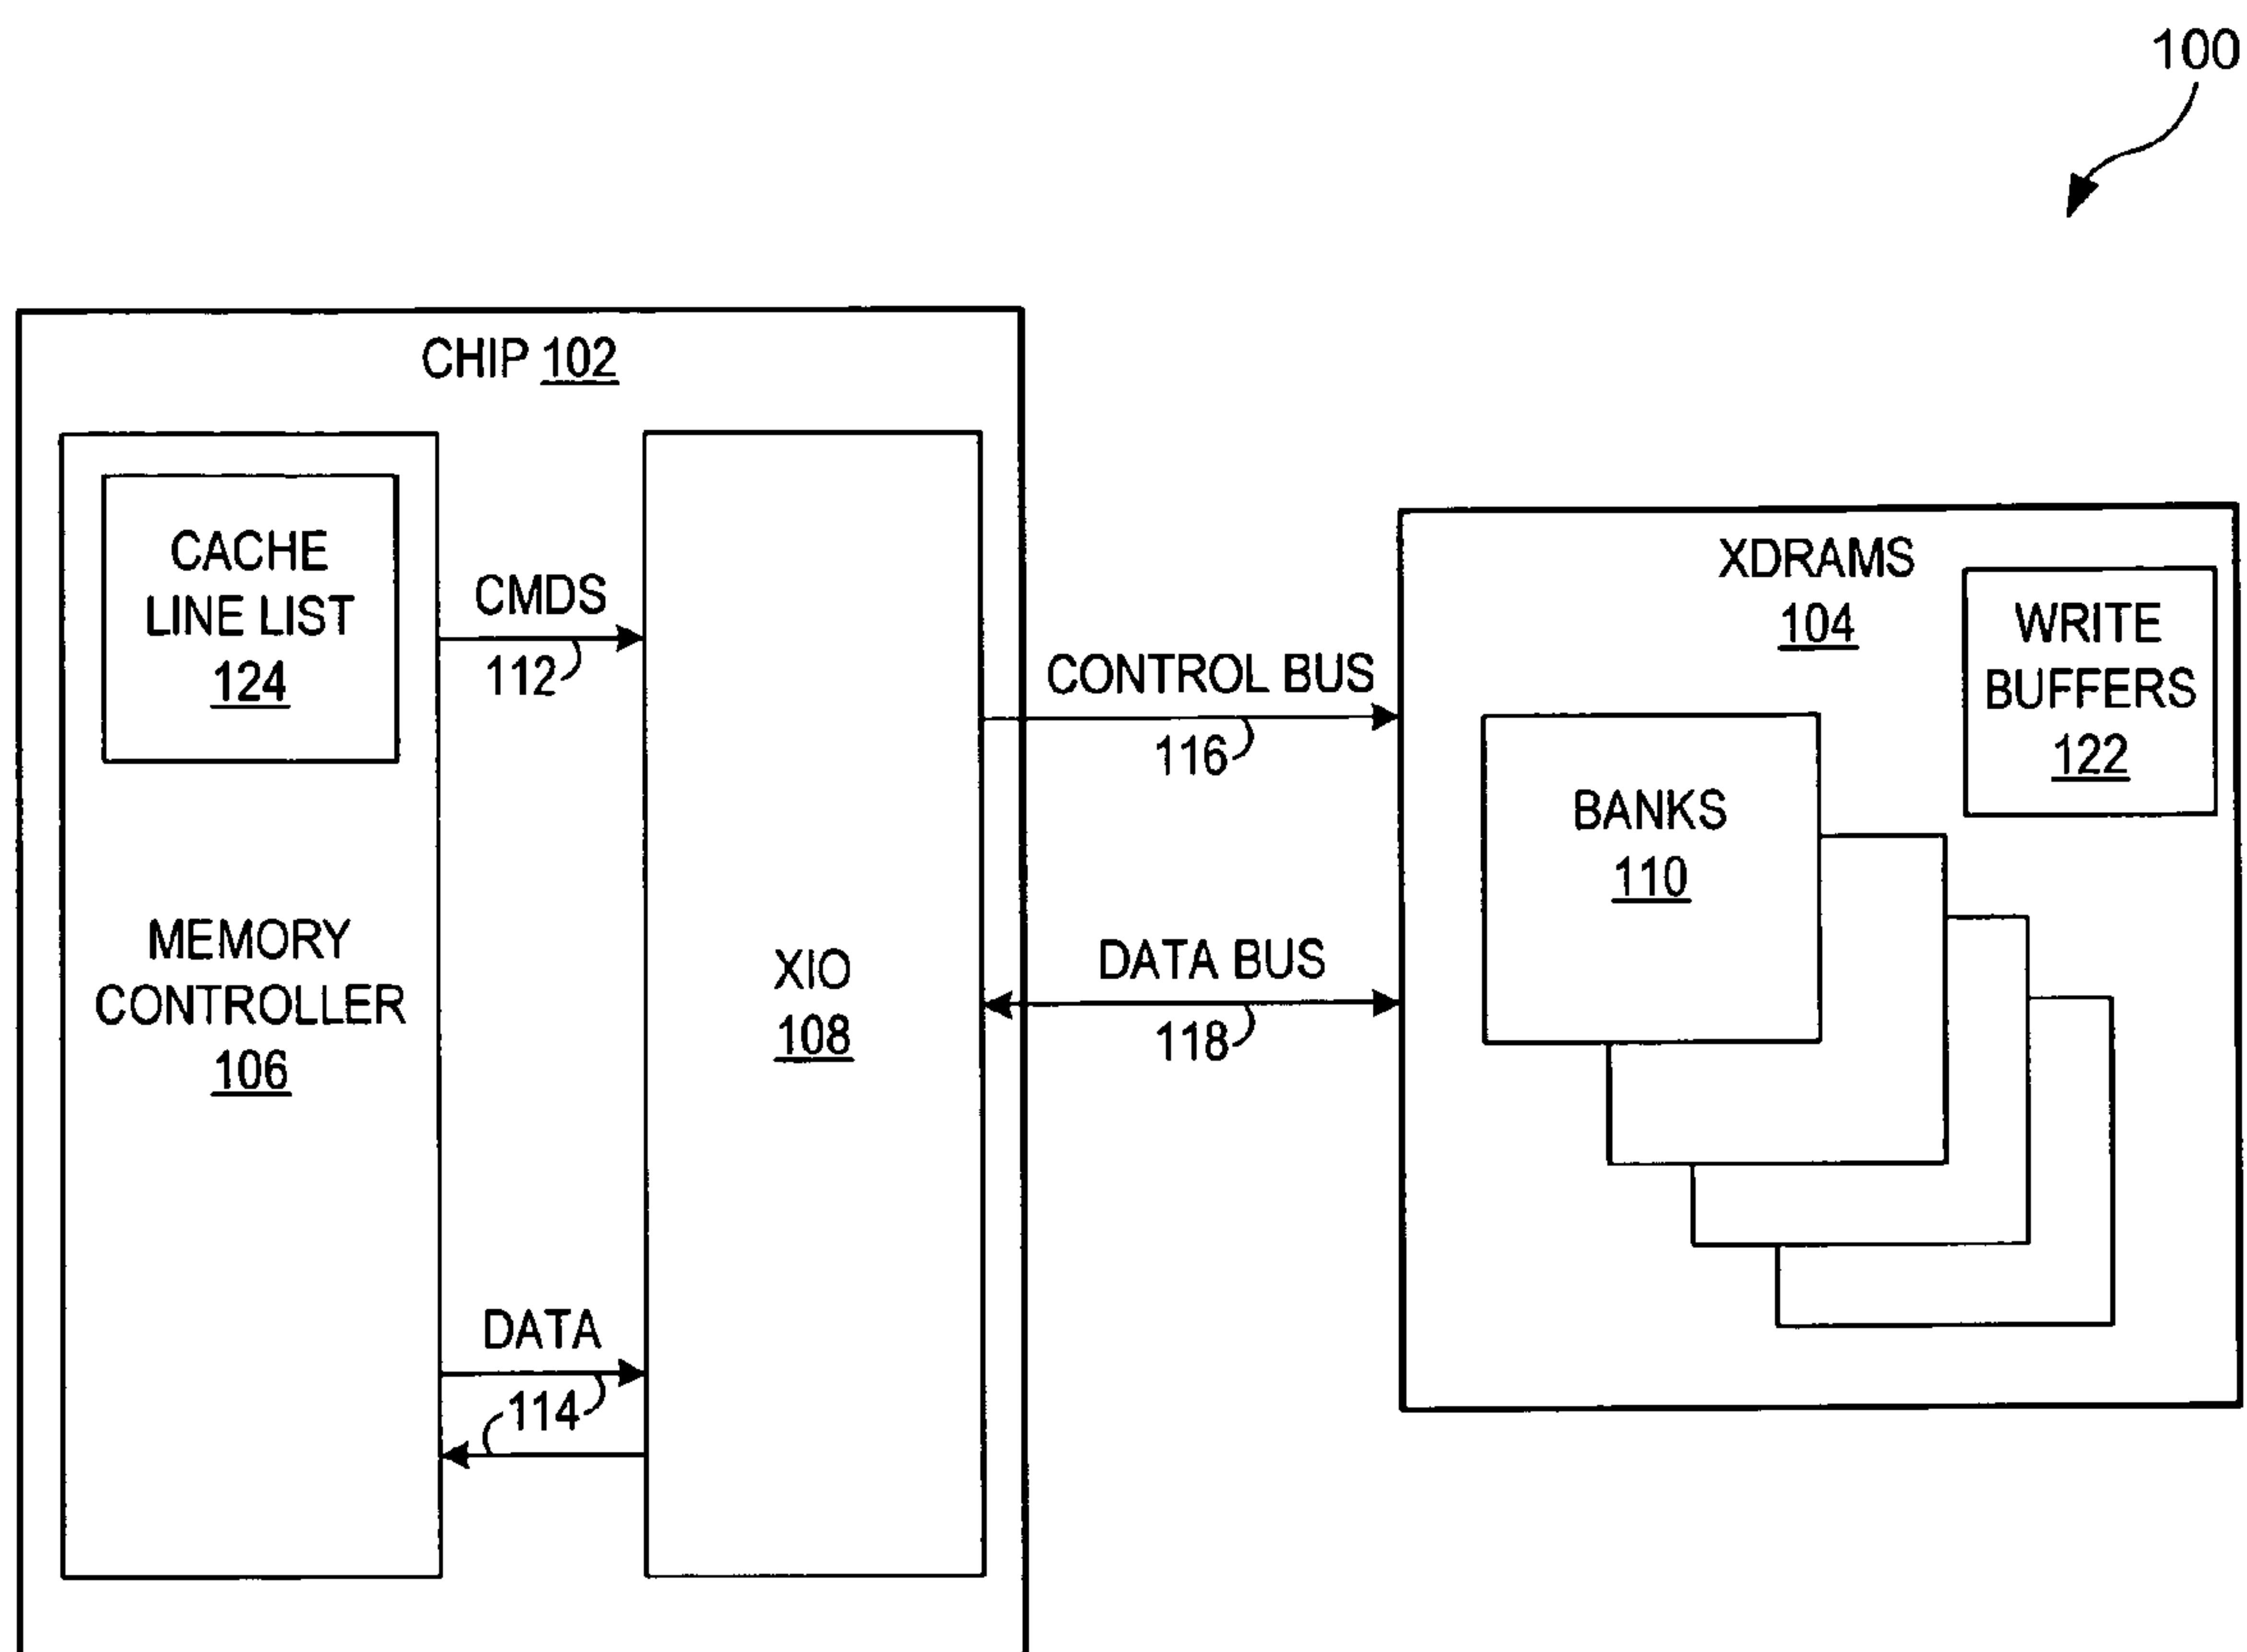 100
CHIP 102
CACHE
LINE LIST
124
CMDS
112
MEMORY
CONTROLLER
106
XIO
108
DATA
114
CONTROL BUS
116
DATA BUS
118
XDRAMS
104
WRITE
BUFFERS
122
BANKS
110